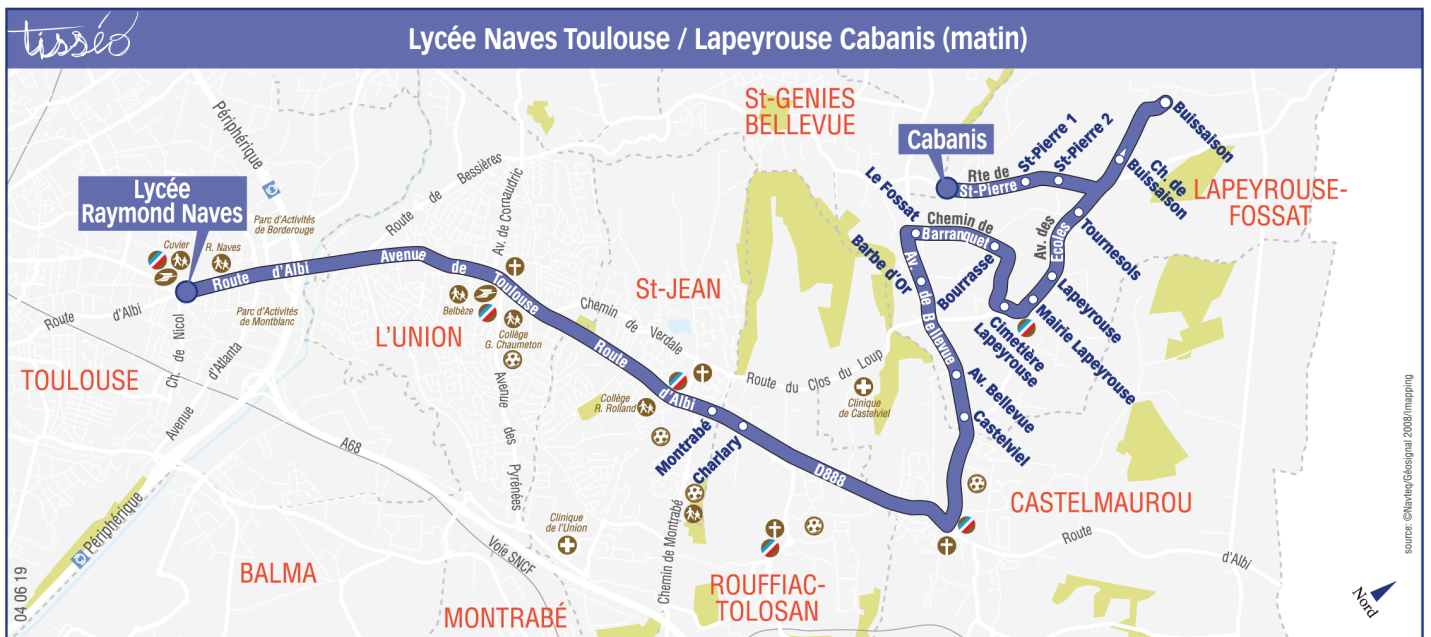 tisséo
Lycée Naves Toulouse / Lapeyrouse Cabanis (matin)
St-GENIES
BELLEVUE
Cabanis
Rte de
St-Pierre
St-Pierre 1
St-Pierre 2
Buissaison
Ch. de
Buissaison
LAPEYROUSE-
FOSSAT
Périphérique
Lycée
Raymond Naves
Parc d'Activités
de Borderouge
Route de Bessières
Av. de Cornaudric
Le Fossat
Chemin de
Barranquet
Av. des
Ecoles
Tournesols
Cuvier
R. Naves
Route d'Albi
Avenue de Toulouse
Barbe d'Or
Av. de Bellevue
Bourrasse
Lapeyrouse
Mairie Lapeyrouse
Cimetière
Lapeyrouse
St-JEAN
Route d'Albi
Ch. de Nicol
Parc d'Activités
de Montblanc
Belbèze
L'UNION
Collège
G. Chaumeton
Chemin de Verdale
Route d'Albi
TOULOUSE
Avenue d'Atlanta
Avenue des Pyrénées
Route du Clos du Loup
Clinique
de Castelviel
Av. Bellevue
Castelviel
Collège
R. Rolland
Montrabé
Charlary
A68
D888
CASTELMAUROU
Périphérique
Clinique
de l'Union
Voie SNCF
Chemin de Montrabé
Route d'Albi
BALMA
MONTRABÉ
ROUFFIAC-
TOLOSAN
04 06 19
source: ©Navteq/Géosignal 2008/Imapping
Nord